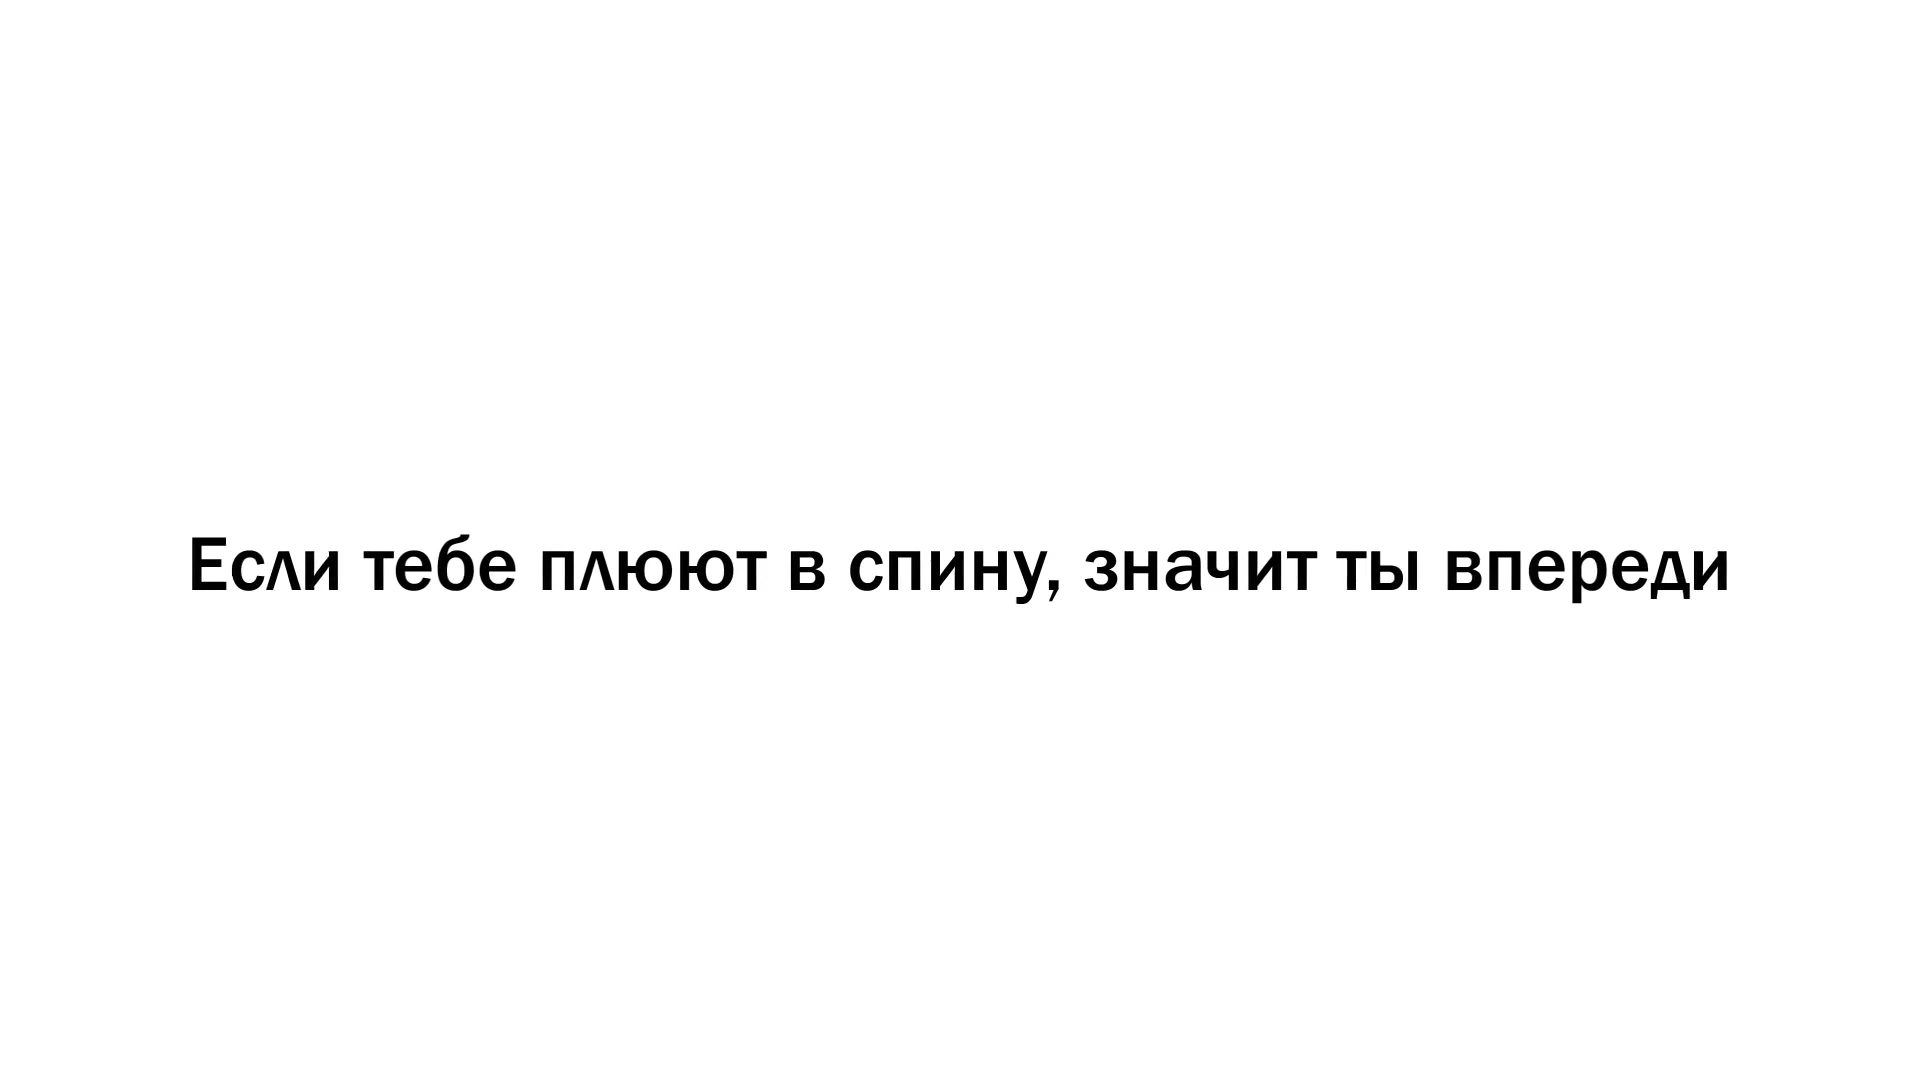 Если тебе плюют в спину, значит ты впереди